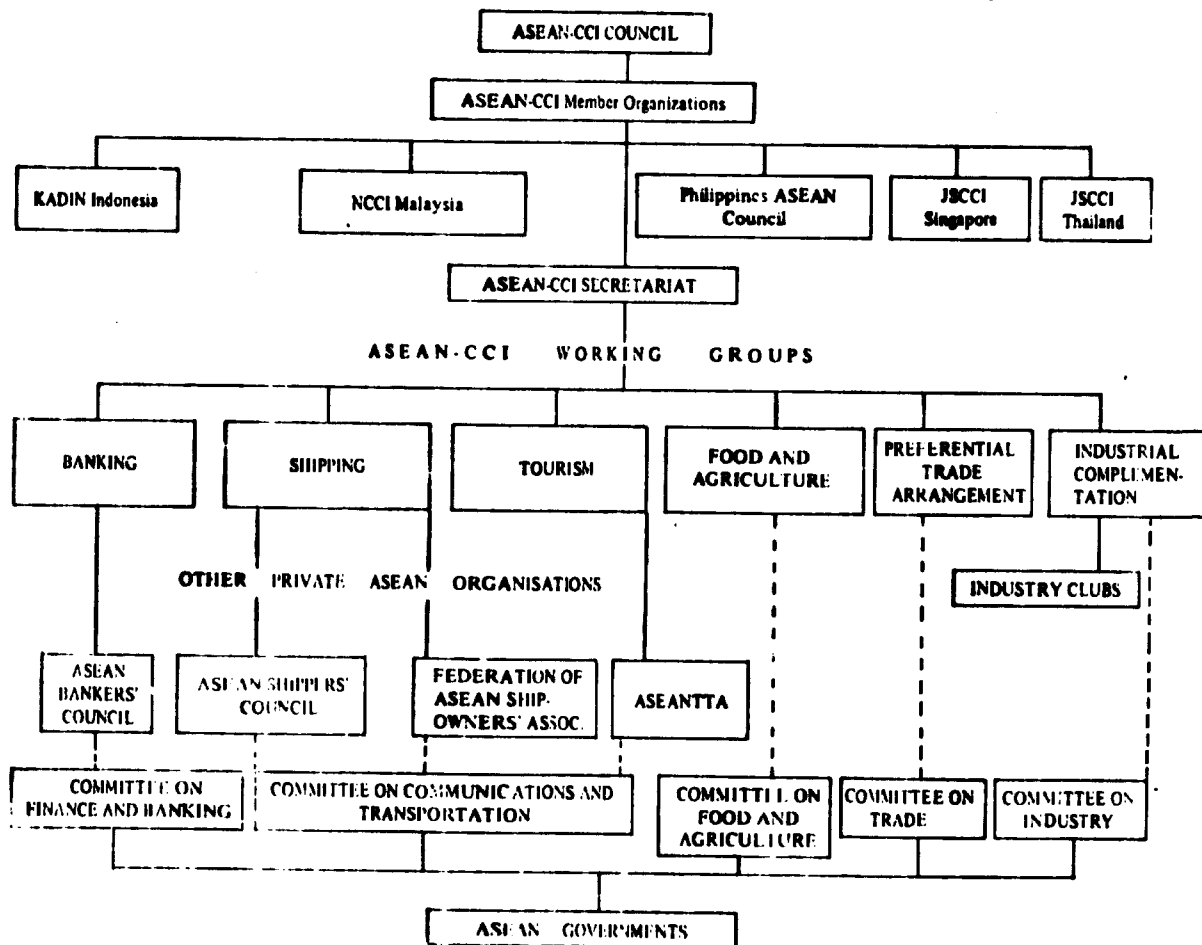 ASEAN-CCI COUNCIL
ASEAN-CCI Member Organizations
KADIN Indonesia
NCCI Malaysia
Philippines ASEAN
Council
JSCCI
Singapore
JSCCI
Thailand
ASEAN-CCI SECRETARIAT
ASEAN-CCI WORKING GROUPS
BANKING
SHIPPING
TOURISM
FOOD AND
AGRICULTURE
PREFERENTIAL
TRADE
ARRANGEMENT
INDUSTRIAL
COMPLEMEN-
TATION
OTHER PRIVATE ASEAN ORGANISATIONS
INDUSTRY CLUBS
ASEAN
BANKERS'
COUNCIL
ASEAN SHIPPERS'
COUNCIL
FEDERATION OF
ASEAN SHIP-
OWNERS' ASSOC.
ASEANTTA
COMMITTEE ON
FINANCE AND BANKING
COMMITTEE ON COMMUNICATIONS AND
TRANSPORTATION
COMMITTEE ON
FOOD AND
AGRICULTURE
COMMITTEE ON
TRADE
COMMITTEE ON
INDUSTRY
ASEAN GOVERNMENTS